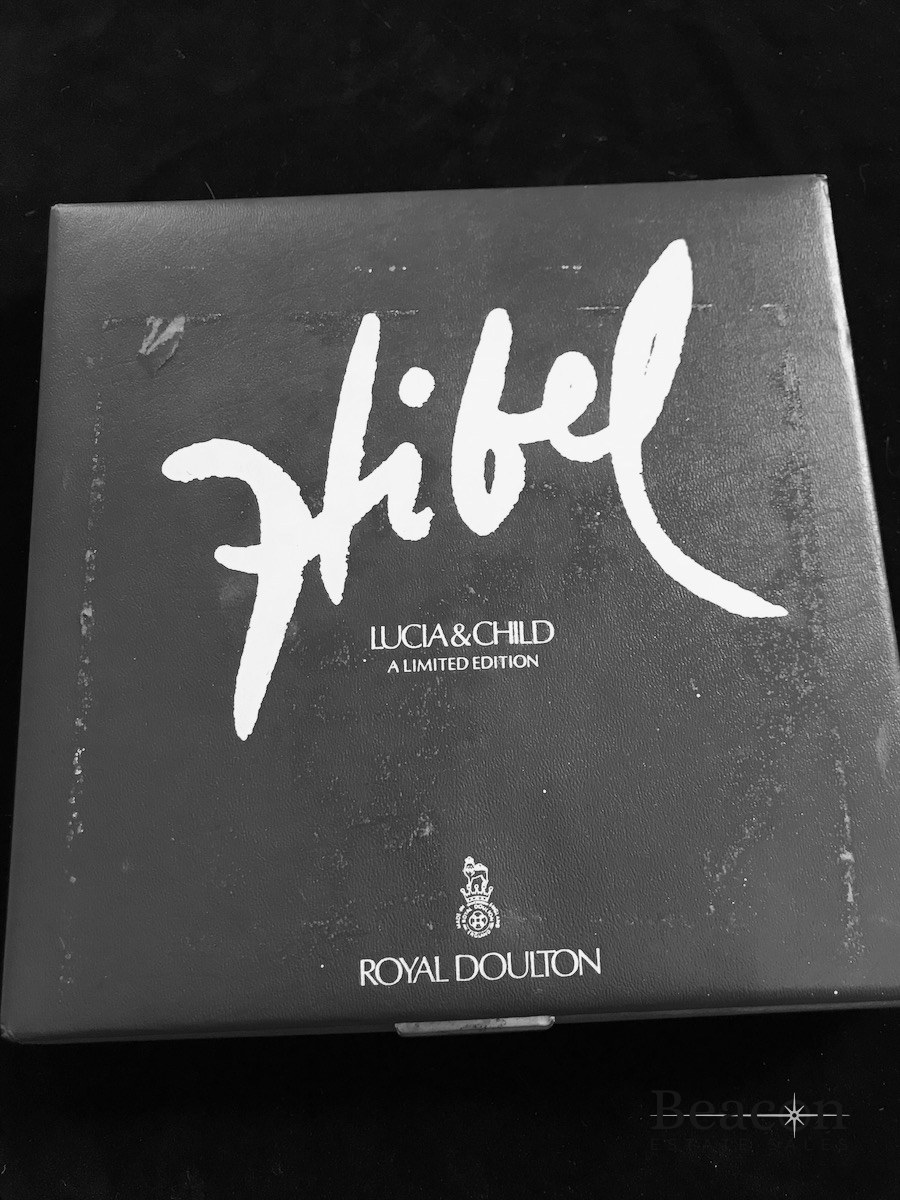 Hibel
LUCIA & CHILD
A LIMITED EDITION
ROYAL DOULTON
Beacon